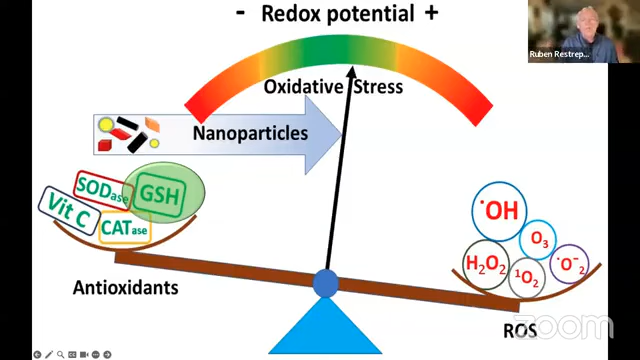 - Redox potential +
Ruben Restrep...
Oxidative Stress
Nanoparticles
SODase
GSH
Vit C
CATase
•OH
O3
H2O2
1O2
•O-2
Antioxidants
ROS
zoom